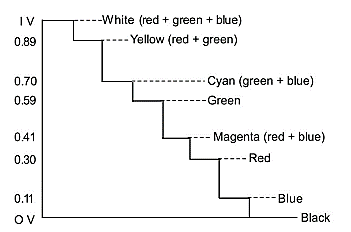 I V White (red + green + blue)
0.89 Yellow (red + green)
0.70 Cyan (green + blue)
0.59 Green
0.41 Magenta (red + blue)
0.30 Red
0.11 Blue
O V Black